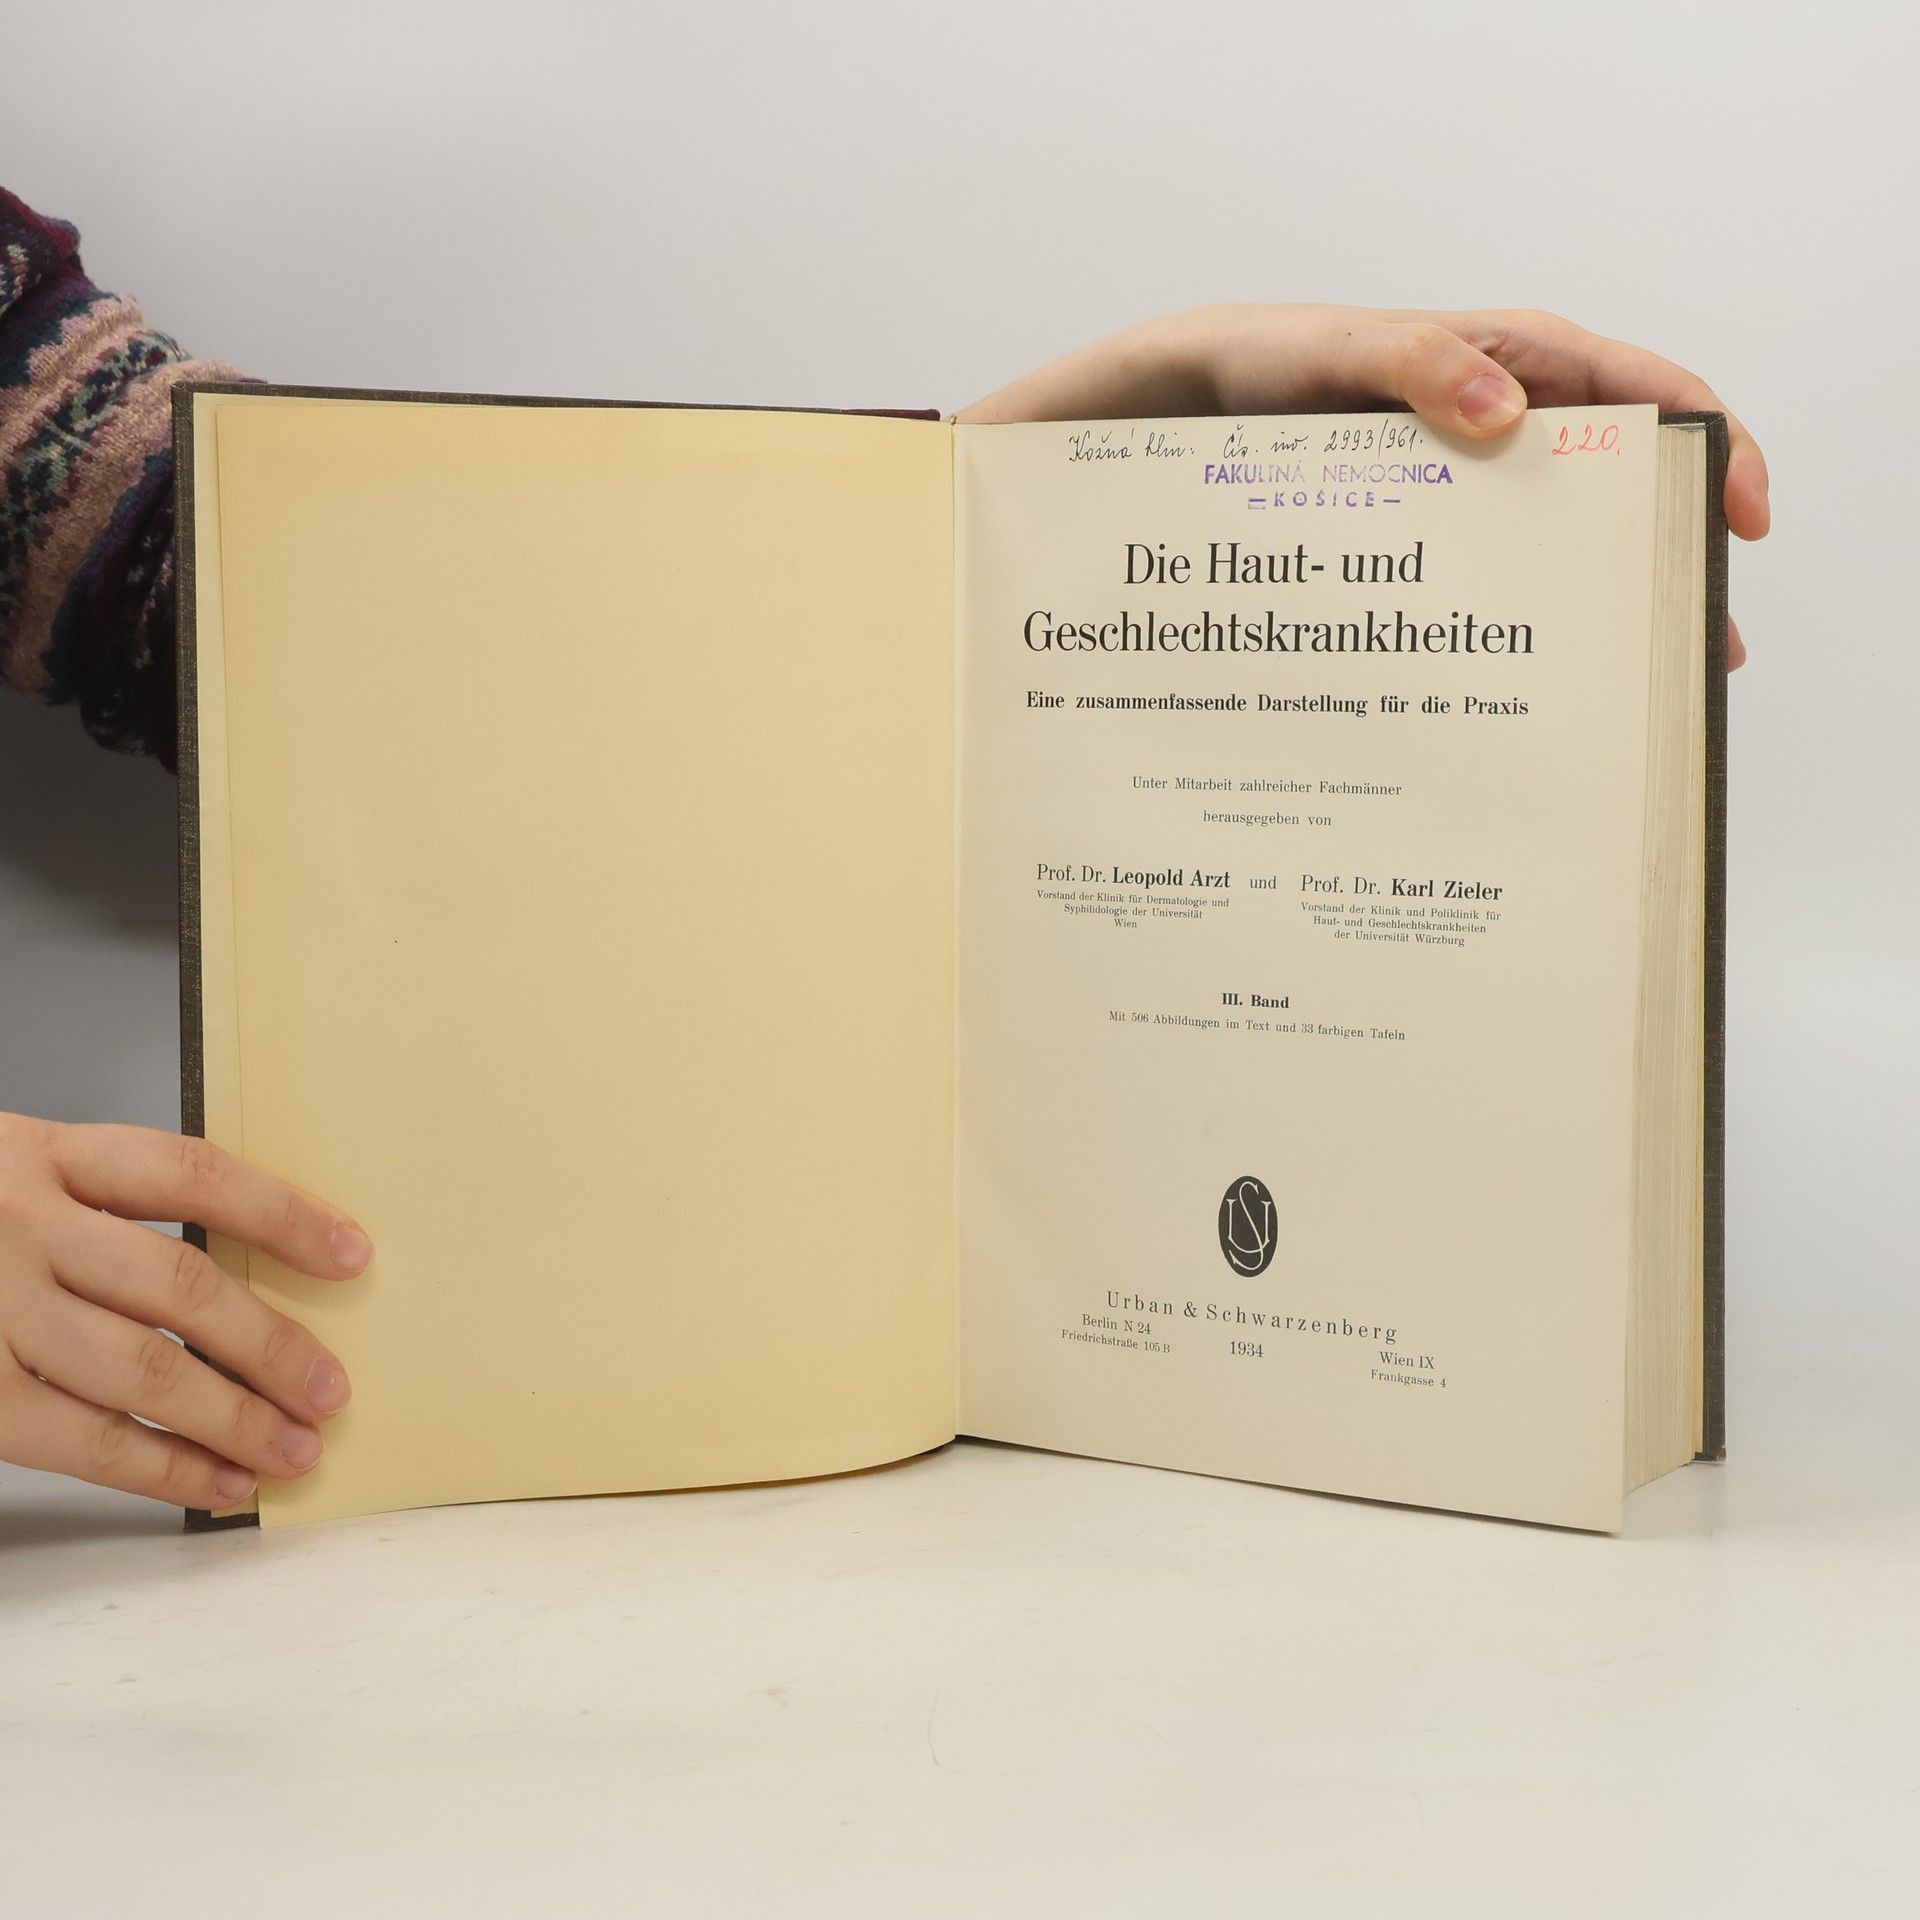 Kožná klin: Čís. inv. 2993/961.
220.
FAKULTNÁ NEMOCNICA
— KOŠICE —
Die Haut- und
Geschlechtskrankheiten
Eine zusammenfassende Darstellung für die Praxis
Unter Mitarbeit zahlreicher Fachmänner
herausgegeben von
Prof. Dr. Leopold Arzt und Prof. Dr. Karl Zieler
Vorstand der Klinik für Dermatologie und
Syphilidologie der Universität
Wien
Vorstand der Klinik und Poliklinik für
Haut- und Geschlechtskrankheiten
der Universität Würzburg
III. Band
Mit 506 Abbildungen im Text und 33 farbigen Tafeln
US
Urban & Schwarzenberg
Berlin N 24
Friedrichstraße 105 B
1934
Wien IX
Frankgasse 4